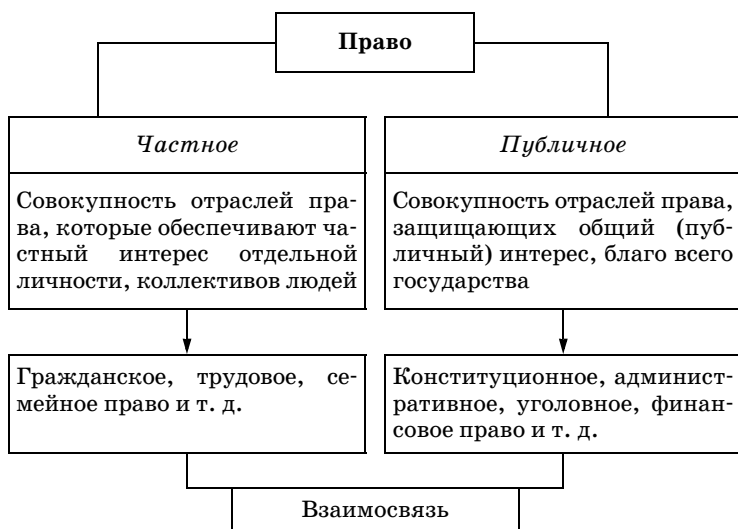 Право
Частное
Совокупность отраслей пра-
ва, которые обеспечивают ча-
стный интерес отдельной
личности, коллективов людей
Публичное
Совокупность отраслей права,
защищающих общий (пуб-
личный) интерес, благо всего
государства
Гражданское, трудовое, се-
мейное право и т. д.
Конституционное, админист-
ративное, уголовное, финан-
совое право и т. д.
Взаимосвязь